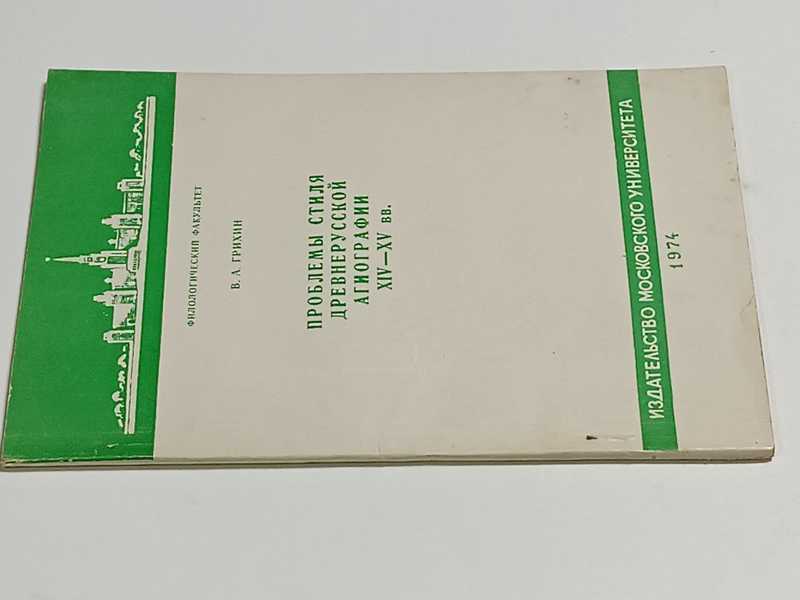 ФИЛОЛОГИЧЕСКИЙ ФАКУЛЬТЕТ
В. А. ГРИХИН
ПРОБЛЕМЫ СТИЛЯ
ДРЕВНЕРУССКОЙ
АГИОГРАФИИ
XIV—XV ВВ.
ИЗДАТЕЛЬСТВО МОСКОВСКОГО УНИВЕРСИТЕТА
1974